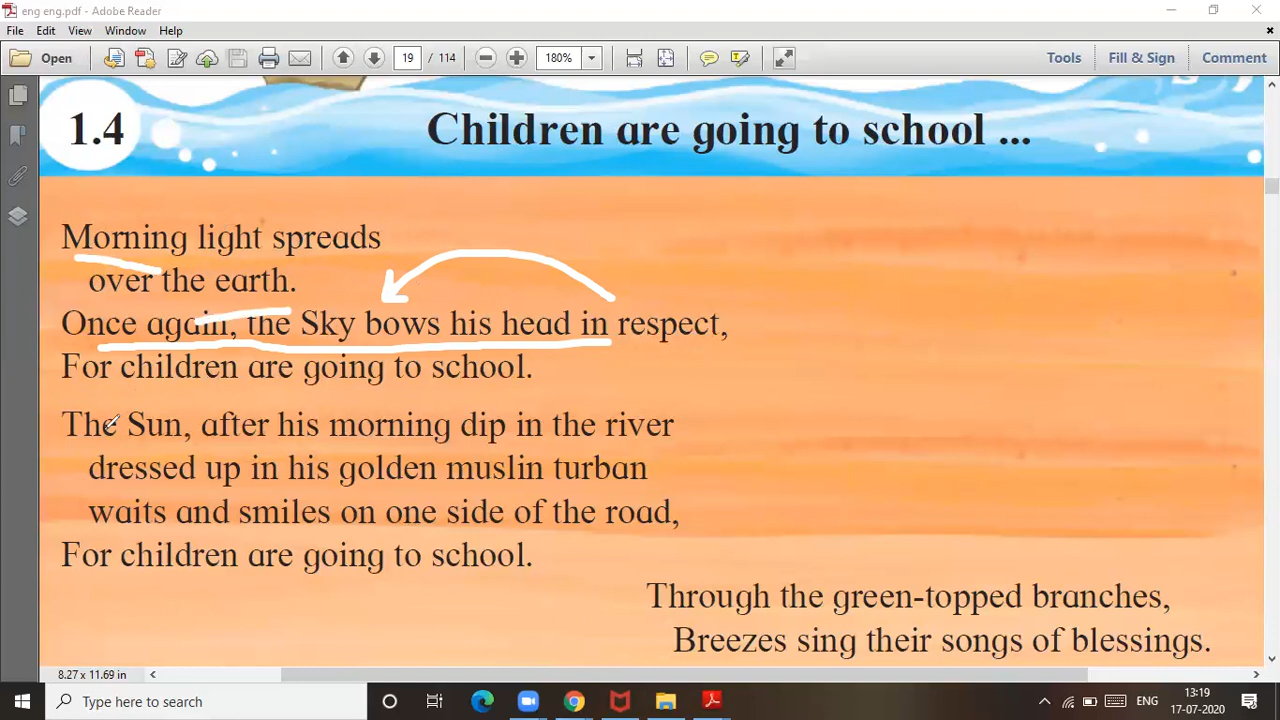 eng eng.pdf - Adobe Reader
File Edit View Window Help
Open 19 / 114 180% Tools Fill & Sign Comment
1.4 Children are going to school ...
Morning light spreads
over the earth.
Once again, the Sky bows his head in respect,
For children are going to school.
The Sun, after his morning dip in the river
dressed up in his golden muslin turban
waits and smiles on one side of the road,
For children are going to school.
Through the green-topped branches,
Breezes sing their songs of blessings.
8.27 x 11.69 in
Type here to search ENG 13:19
17-07-2020